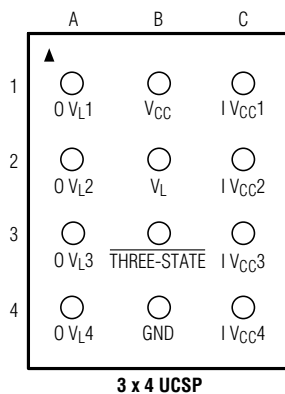 A B C
1
O VL1 VCC I VCC1
2
O VL2 VL I VCC2
3
O VL3 THREE-STATE I VCC3
4
O VL4 GND I VCC4
3 x 4 UCSP